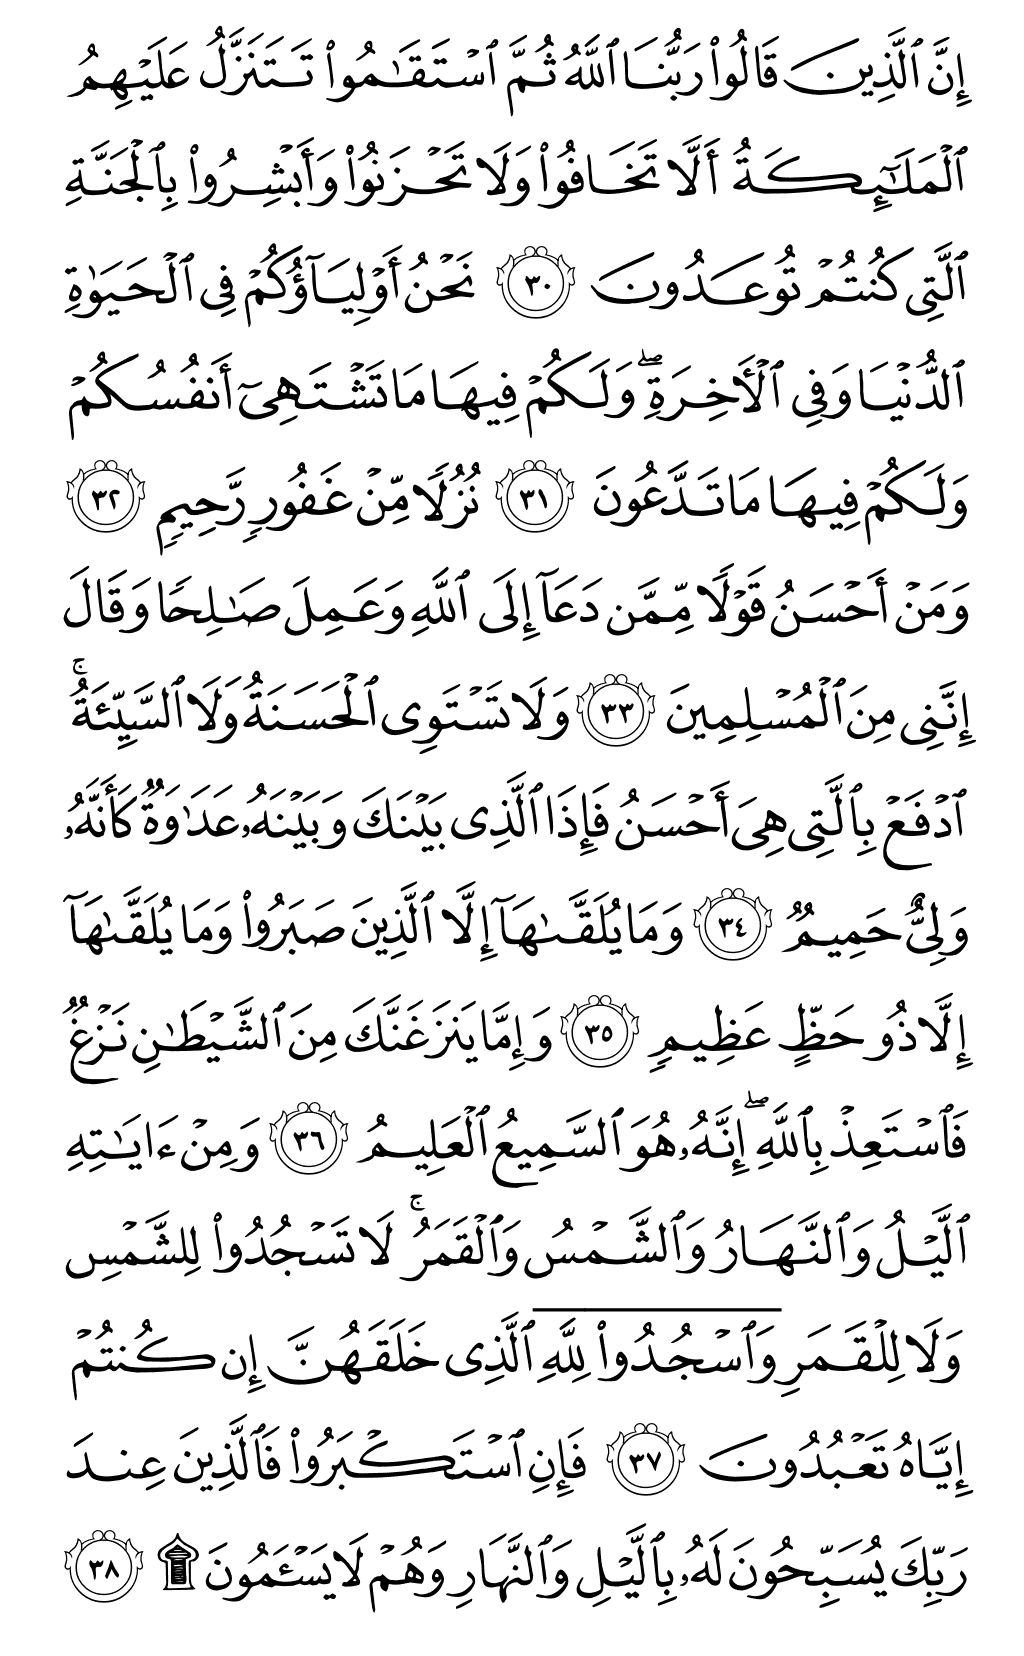 إِنَّ ٱلَّذِينَ قَالُوا۟ رَبُّنَا ٱللَّهُ ثُمَّ ٱسْتَقَٰمُوا۟ تَتَنَزَّلُ عَلَيْهِمُ
ٱلْمَلَٰٓئِكَةُ أَلَّا تَخَافُوا۟ وَلَا تَحْزَنُوا۟ وَأَبْشِرُوا۟ بِٱلْجَنَّةِ
ٱلَّتِى كُنتُمْ تُوعَدُونَ ٣٠ نَحْنُ أَوْلِيَآؤُكُمْ فِى ٱلْحَيَوٰةِ
ٱلدُّنْيَا وَفِى ٱلْأَخِرَةِ ۖ وَلَكُمْ فِيهَا مَا تَشْتَهِىٓ أَنفُسُكُمْ
وَلَكُمْ فِيهَا مَا تَدَّعُونَ ٣١ نُزُلًا مِّنْ غَفُورٍ رَّحِيمٍ ٣٢
وَمَنْ أَحْسَنُ قَوْلًا مِّمَّن دَعَآ إِلَى ٱللَّهِ وَعَمِلَ صَٰلِحًا وَقَالَ
إِنَّنِى مِنَ ٱلْمُسْلِمِينَ ٣٣ وَلَا تَسْتَوِى ٱلْحَسَنَةُ وَلَا ٱلسَّيِّئَةُ ۚ
ٱدْفَعْ بِٱلَّتِى هِىَ أَحْسَنُ فَإِذَا ٱلَّذِى بَيْنَكَ وَبَيْنَهُۥ عَدَٰوَةٌ كَأَنَّهُۥ
وَلِىٌّ حَمِيمٌ ٣٤ وَمَا يُلَقَّىٰهَآ إِلَّا ٱلَّذِينَ صَبَرُوا۟ وَمَا يُلَقَّىٰهَآ
إِلَّا ذُو حَظٍّ عَظِيمٍ ٣٥ وَإِمَّا يَنزَغَنَّكَ مِنَ ٱلشَّيْطَٰنِ نَزْغٌ
فَٱسْتَعِذْ بِٱللَّهِ ۖ إِنَّهُۥ هُوَ ٱلسَّمِيعُ ٱلْعَلِيمُ ٣٦ وَمِنْ ءَايَٰتِهِ
ٱلَّيْلُ وَٱلنَّهَارُ وَٱلشَّمْسُ وَٱلْقَمَرُ ۚ لَا تَسْجُدُوا۟ لِلشَّمْسِ
وَلَا لِلْقَمَرِ وَٱسْجُدُوا۟ لِلَّهِ ٱلَّذِى خَلَقَهُنَّ إِن كُنتُمْ
إِيَّاهُ تَعْبُدُونَ ٣٧ فَإِنِ ٱسْتَكْبَرُوا۟ فَٱلَّذِينَ عِندَ
رَبِّكَ يُسَبِّحُونَ لَهُۥ بِٱلَّيْلِ وَٱلنَّهَارِ وَهُمْ لَا يَسْـَٔمُونَ ۩ ٣٨